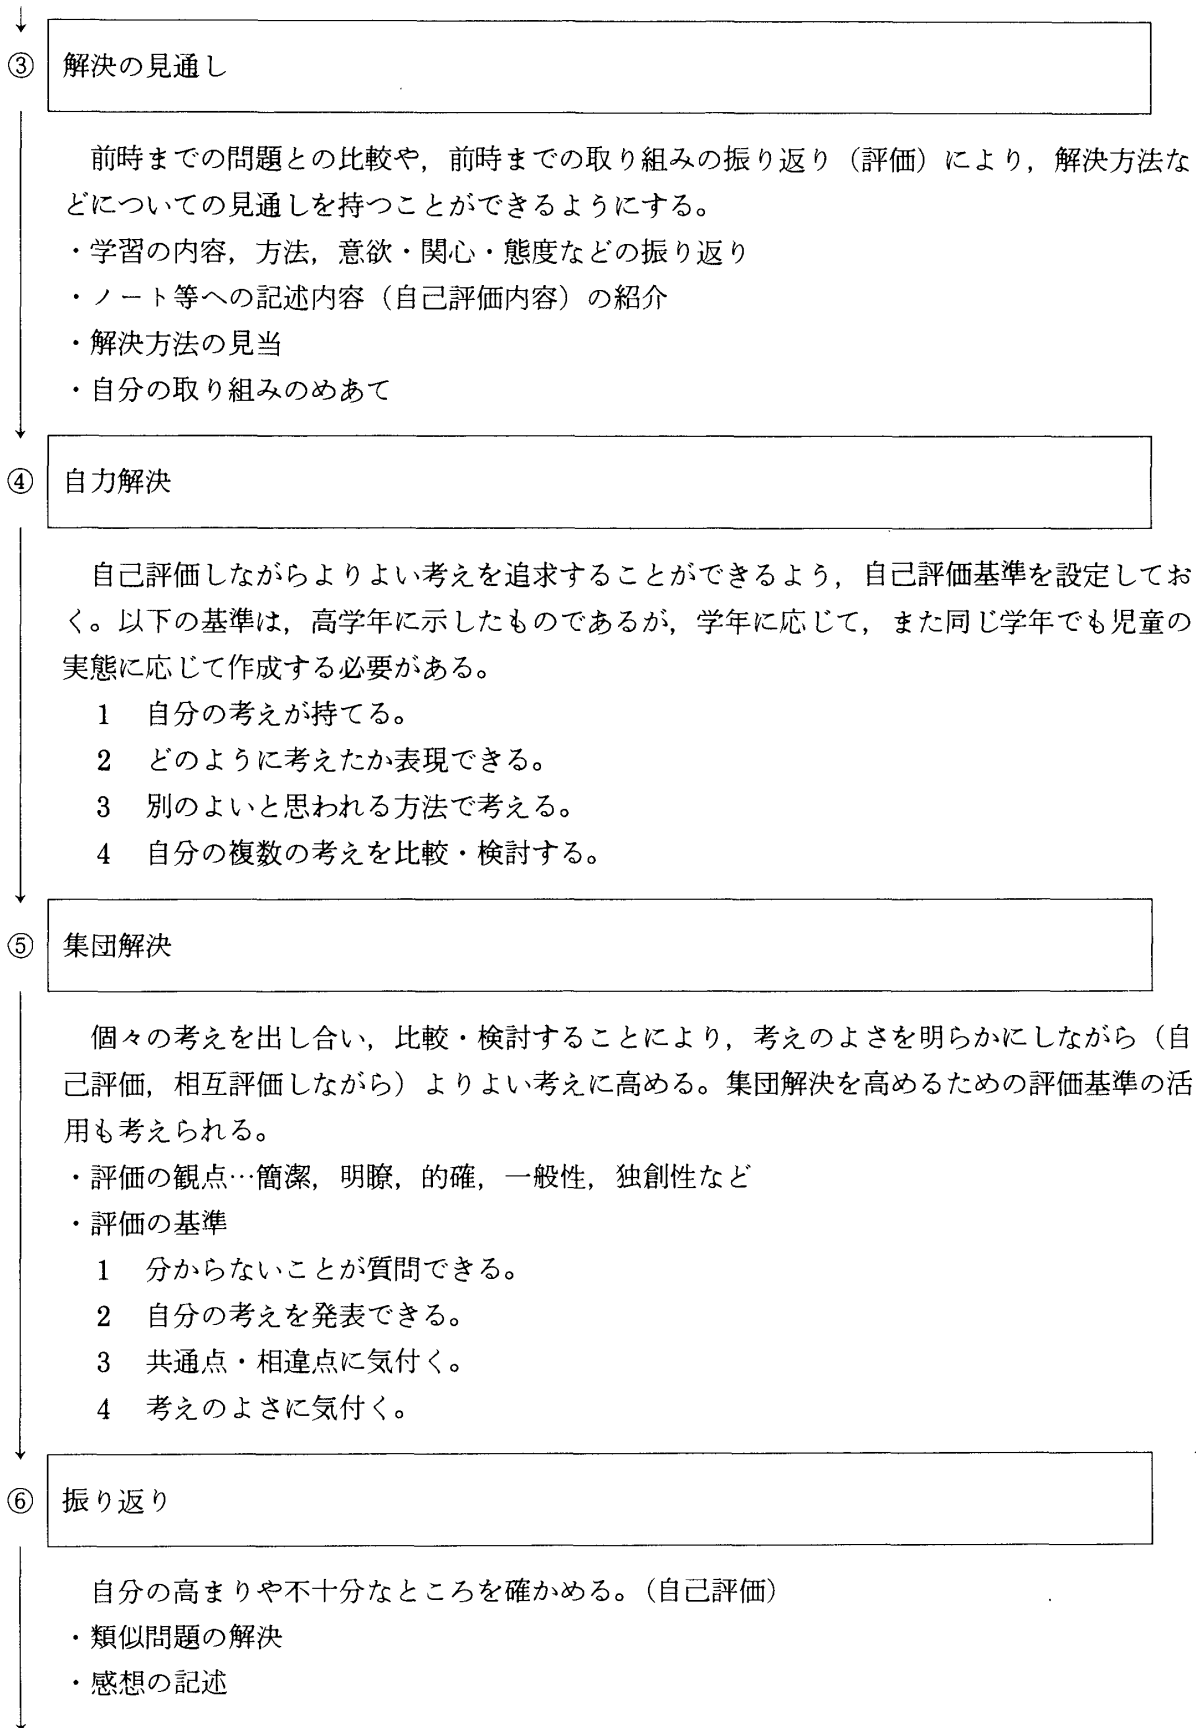 ↓
③ 解決の見通し
前時までの問題との比較や，前時までの取り組みの振り返り（評価）により，解決方法な
どについての見通しを持つことができるようにする。
・学習の内容，方法，意欲・関心・態度などの振り返り
・ノート等への記述内容（自己評価内容）の紹介
・解決方法の見当
・自分の取り組みのめあて
④ 自力解決
自己評価しながらよりよい考えを追求することができるよう，自己評価基準を設定してお
く。以下の基準は，高学年に示したものであるが，学年に応じて，また同じ学年でも児童の
実態に応じて作成する必要がある。
1 自分の考えが持てる。
2 どのように考えたか表現できる。
3 別のよいと思われる方法で考える。
4 自分の複数の考えを比較・検討する。
⑤ 集団解決
個々の考えを出し合い，比較・検討することにより，考えのよさを明らかにしながら（自
己評価，相互評価しながら）よりよい考えに高める。集団解決を高めるための評価基準の活
用も考えられる。
・評価の観点…簡潔，明瞭，的確，一般性，独創性など
・評価の基準
1 分からないことが質問できる。
2 自分の考えを発表できる。
3 共通点・相違点に気付く。
4 考えのよさに気付く。
⑥ 振り返り
自分の高まりや不十分なところを確かめる。（自己評価）
・類似問題の解決
・感想の記述